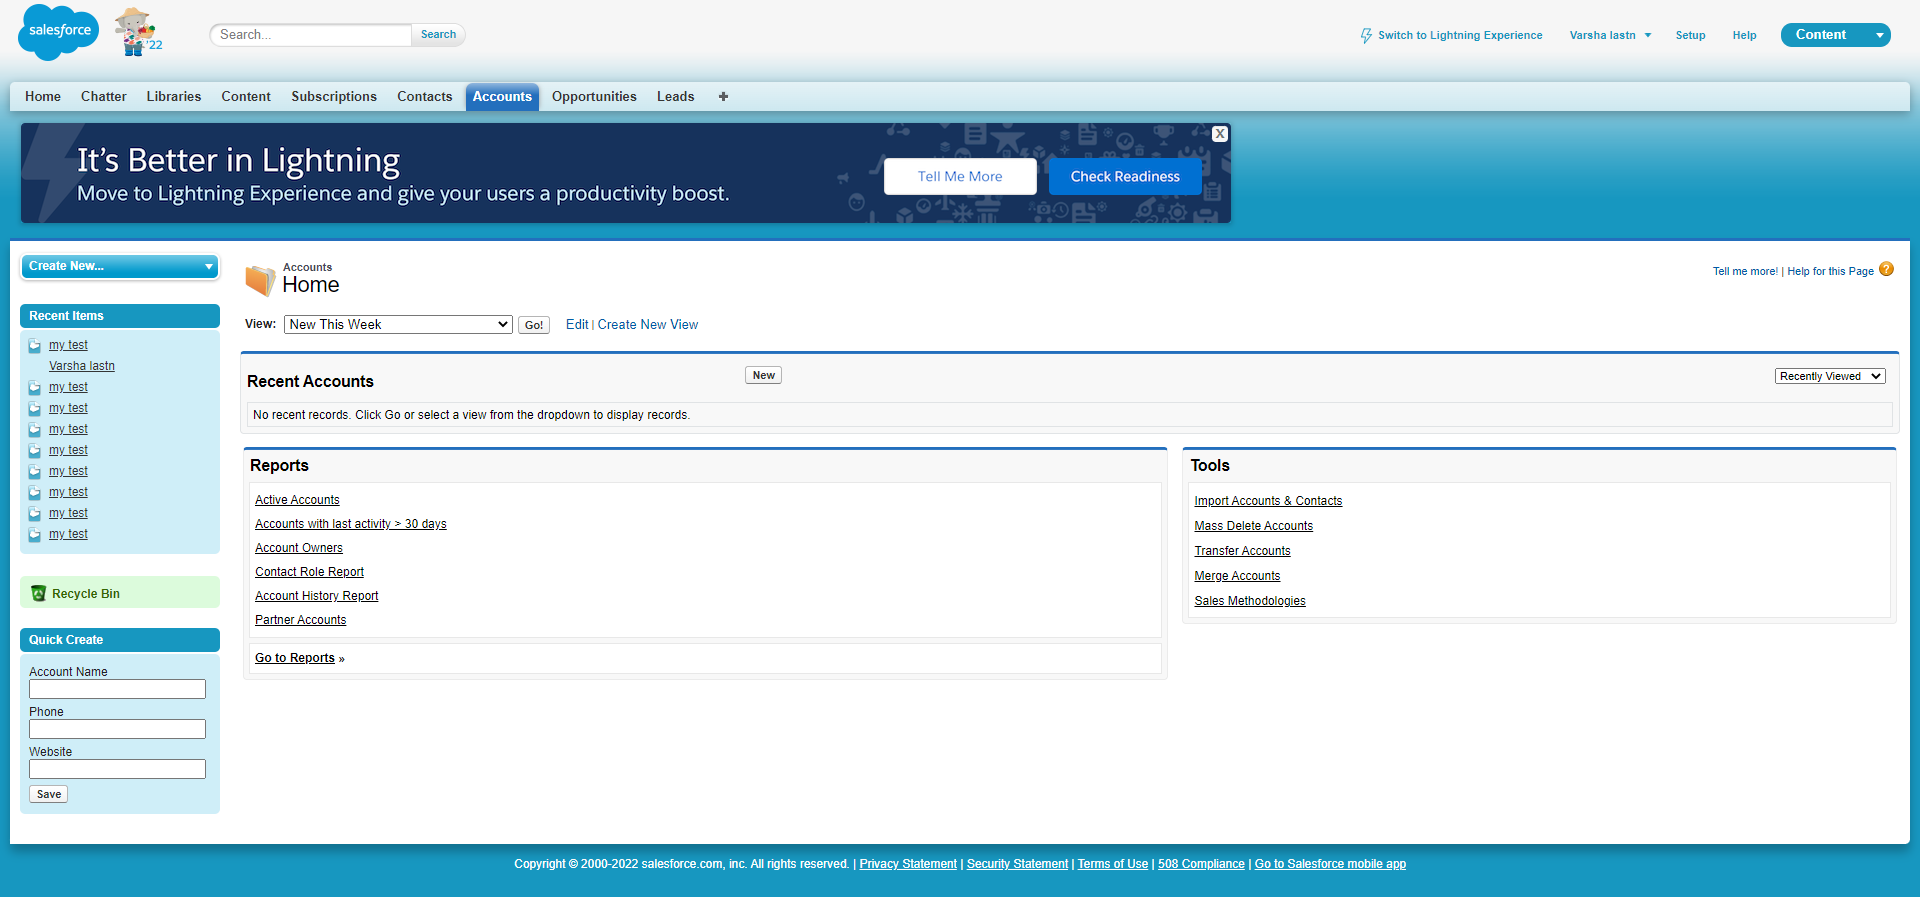 salesforce
'22
Search...
Search
Switch to Lightning Experience
Varsha lastn
Setup
Help
Content
Home
Chatter
Libraries
Content
Subscriptions
Contacts
Accounts
Opportunities
Leads
+
It's Better in Lightning
Move to Lightning Experience and give your users a productivity boost.
Tell Me More
Check Readiness
X
Create New...
Accounts
Home
Tell me more! | Help for this Page
?
View: New This Week Go! Edit | Create New View
Recent Items
my test
Varsha lastn
my test
my test
my test
my test
my test
my test
my test
my test
Recycle Bin
Quick Create
Account Name
Phone
Website
Save
Recent Accounts
New
Recently Viewed
No recent records. Click Go or select a view from the dropdown to display records.
Reports
Active Accounts
Accounts with last activity > 30 days
Account Owners
Contact Role Report
Account History Report
Partner Accounts
Go to Reports »
Tools
Import Accounts & Contacts
Mass Delete Accounts
Transfer Accounts
Merge Accounts
Sales Methodologies
Copyright © 2000-2022 salesforce.com, inc. All rights reserved. | Privacy Statement | Security Statement | Terms of Use | 508 Compliance | Go to Salesforce mobile app